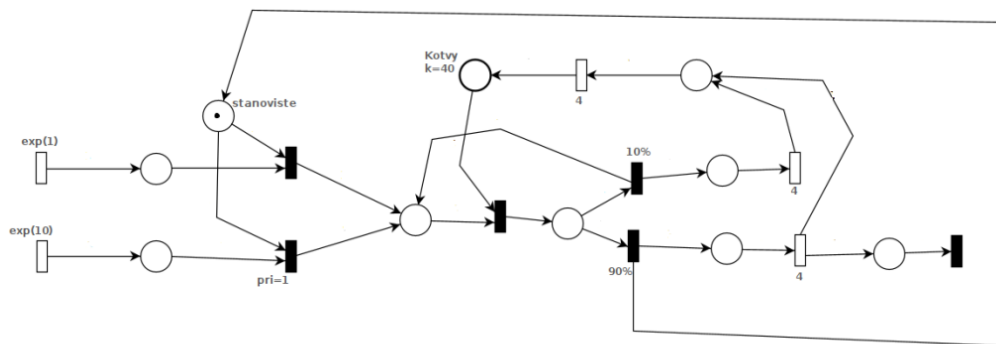 Kotvy
k=40
4
stanoviste
exp(1)
10%
4
exp(10)
pri=1
90%
4